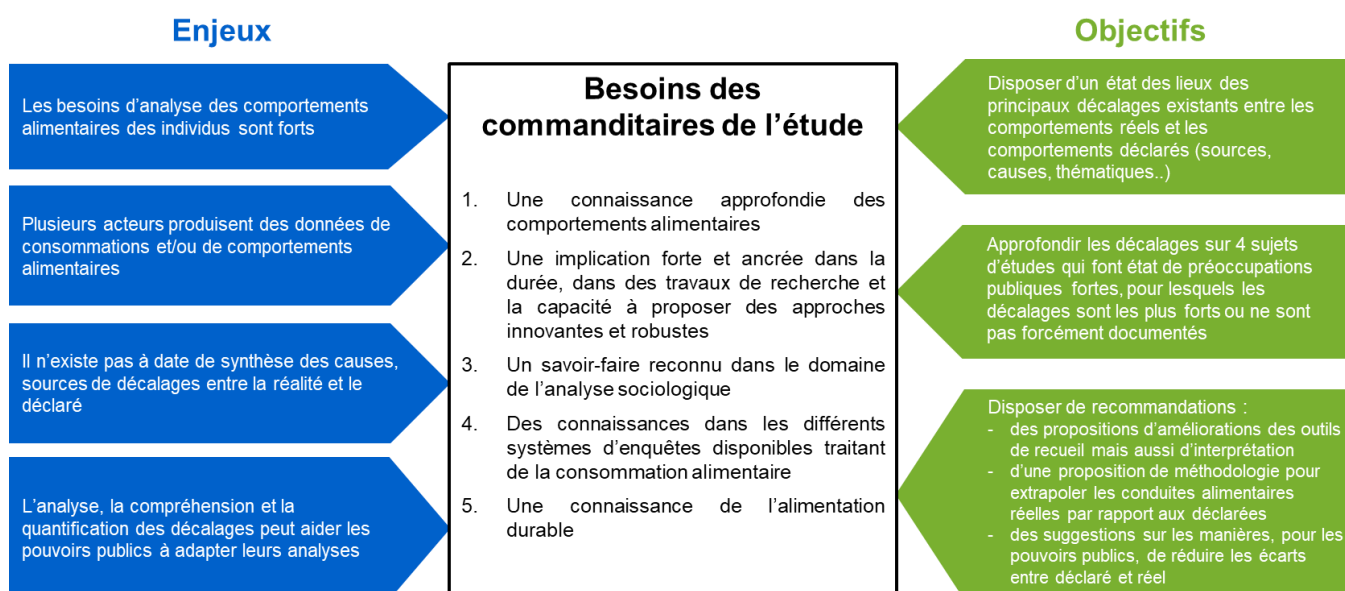 Enjeux
Les besoins d’analyse des comportements
alimentaires des individus sont forts
Plusieurs acteurs produisent des données de
consommations et/ou de comportements
alimentaires
Il n’existe pas à date de synthèse des causes,
sources de décalages entre la réalité et le
déclaré
L’analyse, la compréhension et la
quantification des décalages peut aider les
pouvoirs publics à adapter leurs analyses
Besoins des
commanditaires de l’étude
1. Une connaissance approfondie des
comportements alimentaires
2. Une implication forte et ancrée dans la
durée, dans des travaux de recherche et
la capacité à proposer des approches
innovantes et robustes
3. Un savoir-faire reconnu dans le domaine
de l’analyse sociologique
4. Des connaissances dans les différents
systèmes d’enquêtes disponibles traitant
de la consommation alimentaire
5. Une connaissance de l’alimentation
durable
Objectifs
Disposer d’un état des lieux des
principaux décalages existants entre les
comportements réels et les
comportements déclarés (sources,
causes, thématiques..)
Approfondir les décalages sur 4 sujets
d’études qui font état de préoccupations
publiques fortes, pour lesquels les
décalages sont les plus forts ou ne sont
pas forcément documentés
Disposer de recommandations :
- des propositions d’améliorations des outils
de recueil mais aussi d’interprétation
- d’une proposition de méthodologie pour
extrapoler les conduites alimentaires
réelles par rapport aux déclarées
- des suggestions sur les manières, pour les
pouvoirs publics, de réduire les écarts
entre déclaré et réel